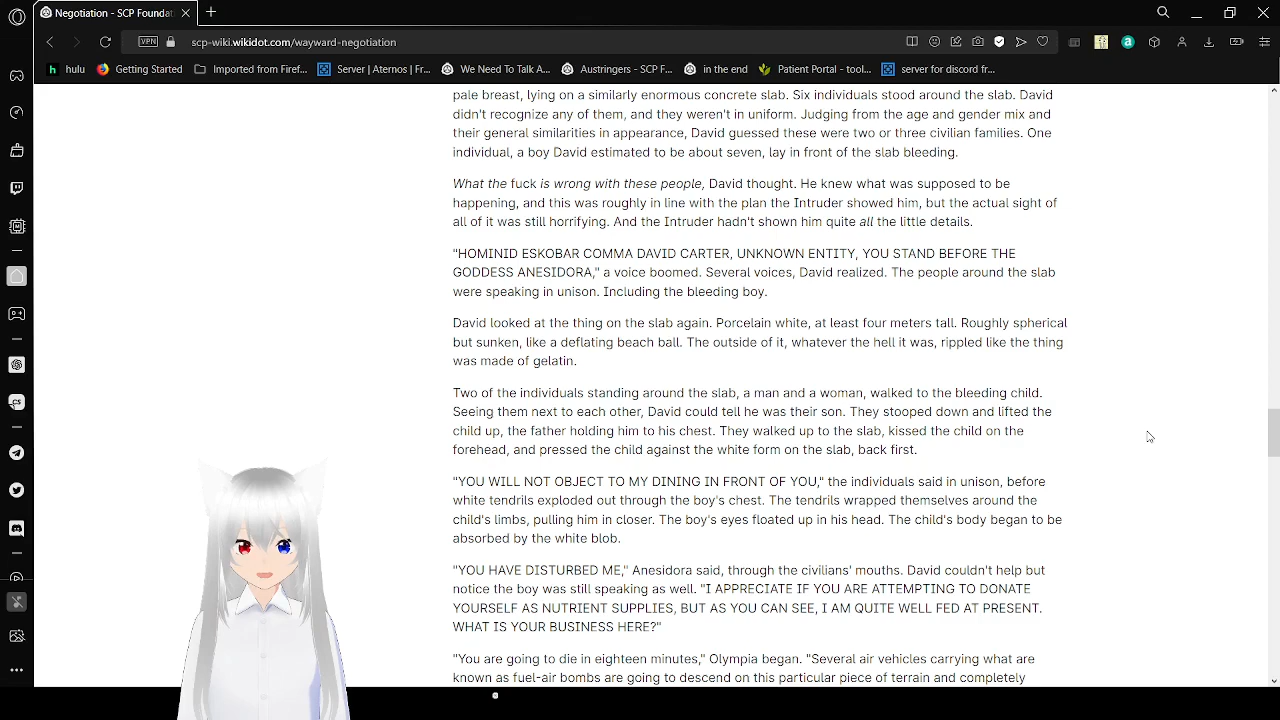 Negotiation - SCP Foundat
scp-wiki.wikidot.com/wayward-negotiation
VPN
hulu
Getting Started
Imported from Firef...
Server | Aternos | Fr...
We Need To Talk A...
Austringers - SCP F...
in the end
Patient Portal - tool...
server for discord fr...
pale breast, lying on a similarly enormous concrete slab. Six individuals stood around the slab. David
didn't recognize any of them, and they weren't in uniform. Judging from the age and gender mix and
their general similarities in appearance, David guessed these were two or three civilian families. One
individual, a boy David estimated to be about seven, lay in front of the slab bleeding.
What the fuck is wrong with these people, David thought. He knew what was supposed to be
happening, and this was roughly in line with the plan the Intruder showed him, but the actual sight of
all of it was still horrifying. And the Intruder hadn't shown him quite all the little details.
"HOMINID ESKOBAR COMMA DAVID CARTER, UNKNOWN ENTITY, YOU STAND BEFORE THE
GODDESS ANESIDORA," a voice boomed. Several voices, David realized. The people around the slab
were speaking in unison. Including the bleeding boy.
David looked at the thing on the slab again. Porcelain white, at least four meters tall. Roughly spherical
but sunken, like a deflating beach ball. The outside of it, whatever the hell it was, rippled like the thing
was made of gelatin.
Two of the individuals standing around the slab, a man and a woman, walked to the bleeding child.
Seeing them next to each other, David could tell he was their son. They stooped down and lifted the
child up, the father holding him to his chest. They walked up to the slab, kissed the child on the
forehead, and pressed the child against the white form on the slab, back first.
"YOU WILL NOT OBJECT TO MY DINING IN FRONT OF YOU," the individuals said in unison, before
white tendrils exploded out through the boy's chest. The tendrils wrapped themselves around the
child's limbs, pulling him in closer. The boy's eyes floated up in his head. The child's body began to be
absorbed by the white blob.
"YOU HAVE DISTURBED ME," Anesidora said, through the civilians' mouths. David couldn't help but
notice the boy was still speaking as well. "I APPRECIATE IF YOU ARE ATTEMPTING TO DONATE
YOURSELF AS NUTRIENT SUPPLIES, BUT AS YOU CAN SEE, I AM QUITE WELL FED AT PRESENT.
WHAT IS YOUR BUSINESS HERE?"
"You are going to die in eighteen minutes," Olympia began. "Several air vehicles carrying what are
known as fuel-air bombs are going to descend on this particular piece of terrain and completely